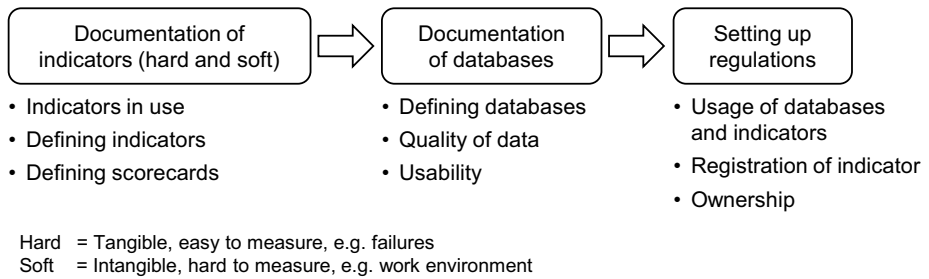 Documentation of
indicators (hard and soft)
Documentation
of databases
Setting up
regulations
• Indicators in use
• Defining indicators
• Defining scorecards
• Defining databases
• Quality of data
• Usability
• Usage of databases
and indicators
• Registration of indicator
• Ownership
Hard = Tangible, easy to measure, e.g. failures
Soft = Intangible, hard to measure, e.g. work environment